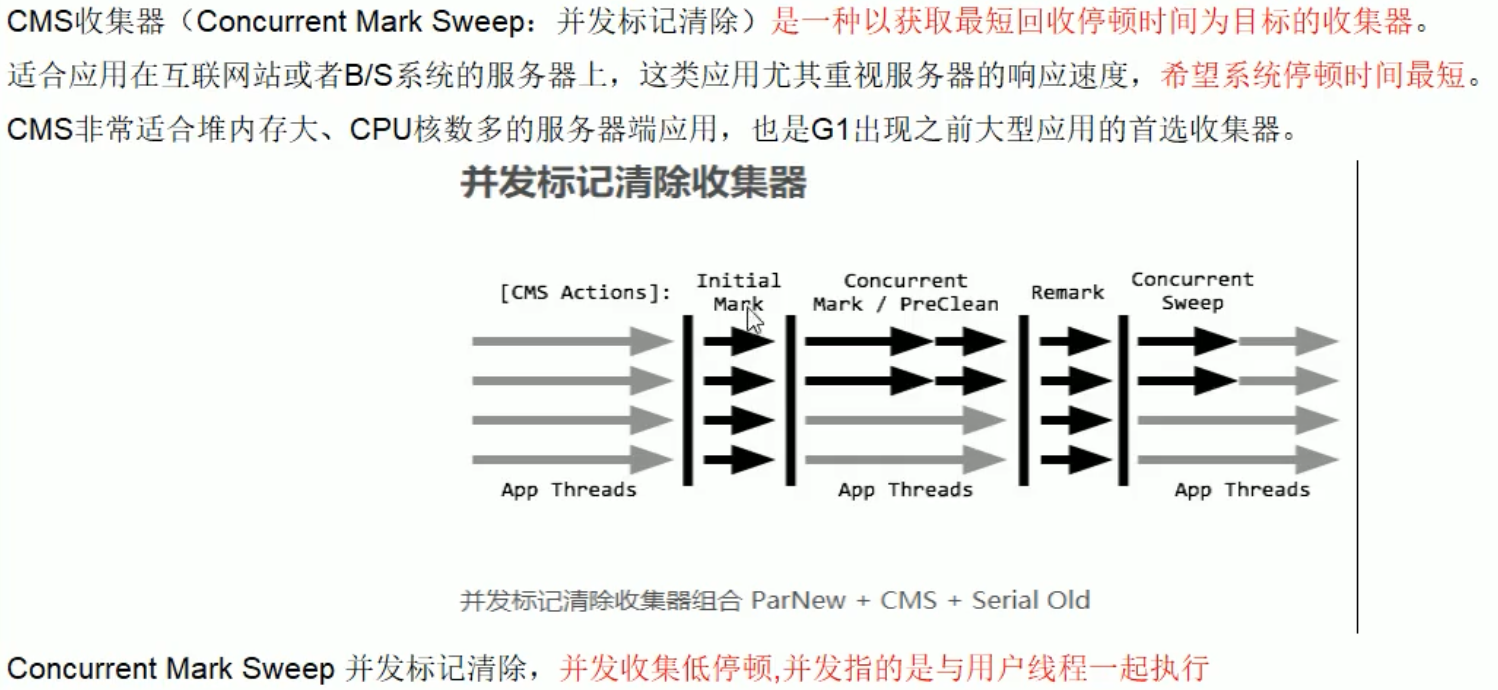 CMS收集器（Concurrent Mark Sweep：并发标记清除）是一种以获取最短回收停顿时间为目标的收集器。
适合应用在互联网站或者B/S系统的服务器上，这类应用尤其重视服务器的响应速度，希望系统停顿时间最短。
CMS非常适合堆内存大、CPU核数多的服务器端应用，也是G1出现之前大型应用的首选收集器。
并发标记清除收集器
[CMS Actions]:
Initial
Mark
Concurrent
Mark / PreClean
Remark
Concurrent
Sweep
App Threads
App Threads
App Threads
并发标记清除收集器组合 ParNew + CMS + Serial Old
Concurrent Mark Sweep 并发标记清除，并发收集低停顿,并发指的是与用户线程一起执行